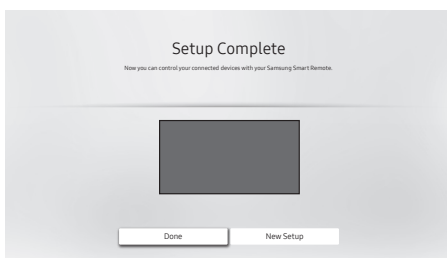 Setup Complete
Now you can control your connected devices with your Samsung Smart Remote.
Done
New Setup